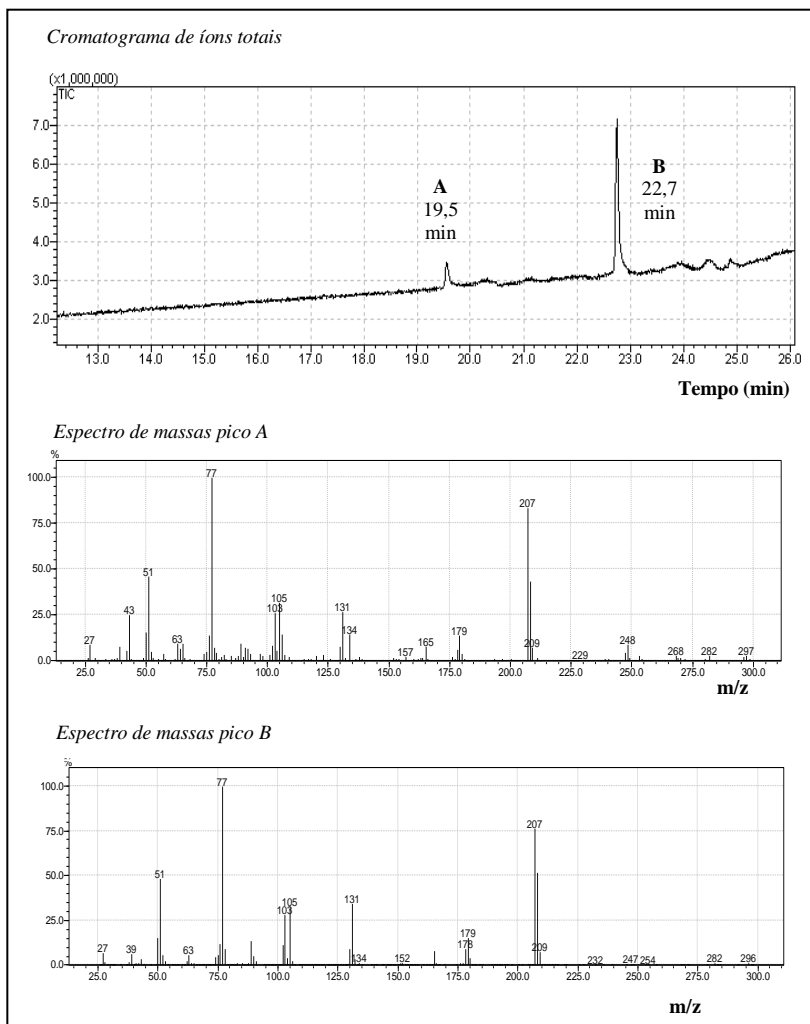 Cromatograma de íons totais
(x1,000,000)
TIC
7.0
6.0
5.0
4.0
3.0
2.0
A
19,5
min
B
22,7
min
13.0 14.0 15.0 16.0 17.0 18.0 19.0 20.0 21.0 22.0 23.0 24.0 25.0 26.0
Tempo (min)
Espectro de massas pico A
%
100.0
75.0
50.0
25.0
0.0
27 43 51 63 77 103 105 131 134 157 165 179 207 209 229 248 268 282 297
25.0 50.0 75.0 100.0 125.0 150.0 175.0 200.0 225.0 250.0 275.0 300.0
m/z
Espectro de massas pico B
%
100.0
75.0
50.0
25.0
0.0
27 39 51 63 77 103 105 131 134 152 178 179 207 209 232 247 254 282 296
25.0 50.0 75.0 100.0 125.0 150.0 175.0 200.0 225.0 250.0 275.0 300.0
m/z